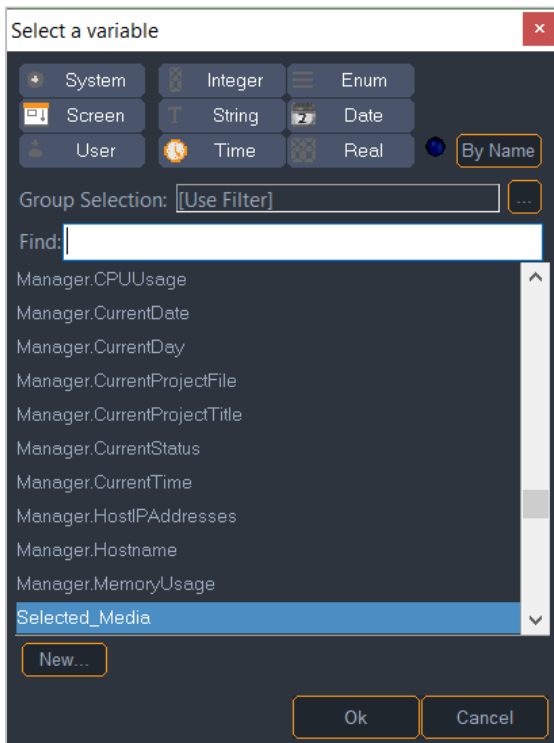 Select a variable
System Integer Enum
Screen String Date
User Time Real By Name
Group Selection: [Use Filter] ...
Find:
Manager.CPUUsage
Manager.CurrentDate
Manager.CurrentDay
Manager.CurrentProjectFile
Manager.CurrentProjectTitle
Manager.CurrentStatus
Manager.CurrentTime
Manager.HostIPAddresses
Manager.Hostname
Manager.MemoryUsage
Selected_Media
New...
Ok Cancel